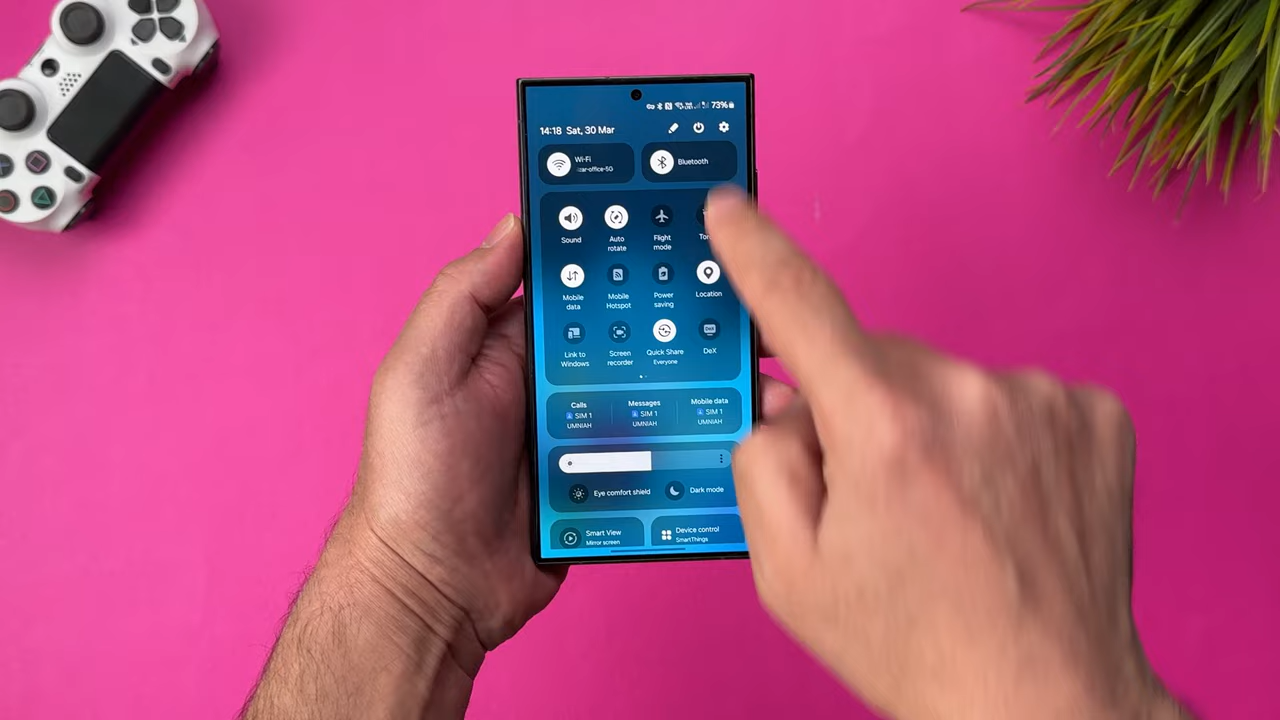 73%
14:18 Sat, 30 Mar
Wi-Fi
Bluetooth
Sound
Auto
rotate
Flight
mode
Mobile
data
Mobile
Hotspot
Power
saving
Location
Link to
Windows
Screen
recorder
Quick Share
Everyone
DeX
Calls
SIM 1
UMNIAH
Messages
SIM 1
UMNIAH
Mobile data
SIM 1
UMNIAH
Eye comfort shield
Dark mode
Smart View
Mirror screen
Device control
SmartThings